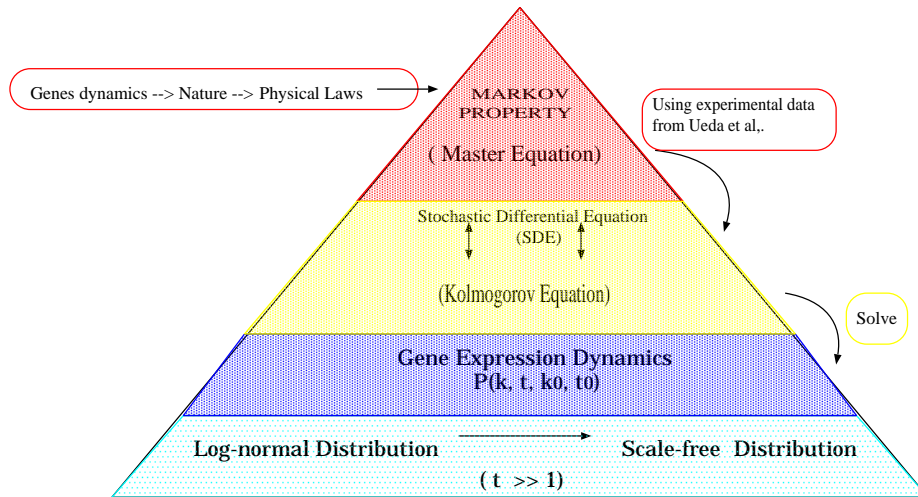 MARKOV
PROPERTY
Genes dynamics --> Nature --> Physical Laws
Using experimental data
from Ueda et al,.
( Master Equation)
Stochastic Differential Equation
(SDE)
(Kolmogorov Equation)
Solve
Gene Expression Dynamics
P(k, t, k0, t0)
Log-normal Distribution
Scale-free Distribution
( t >> 1)